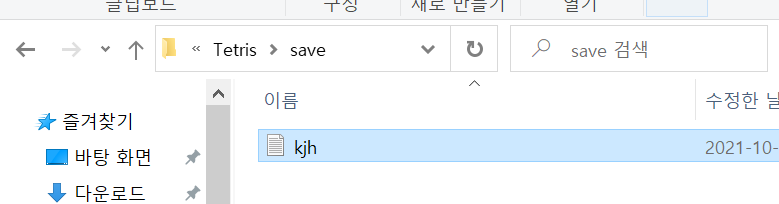 클립보드 구성 새로 만들기 열기
« Tetris > save save 검색
이름 수정한 날
즐겨찾기
kjh 2021-10-
바탕 화면
다운로드